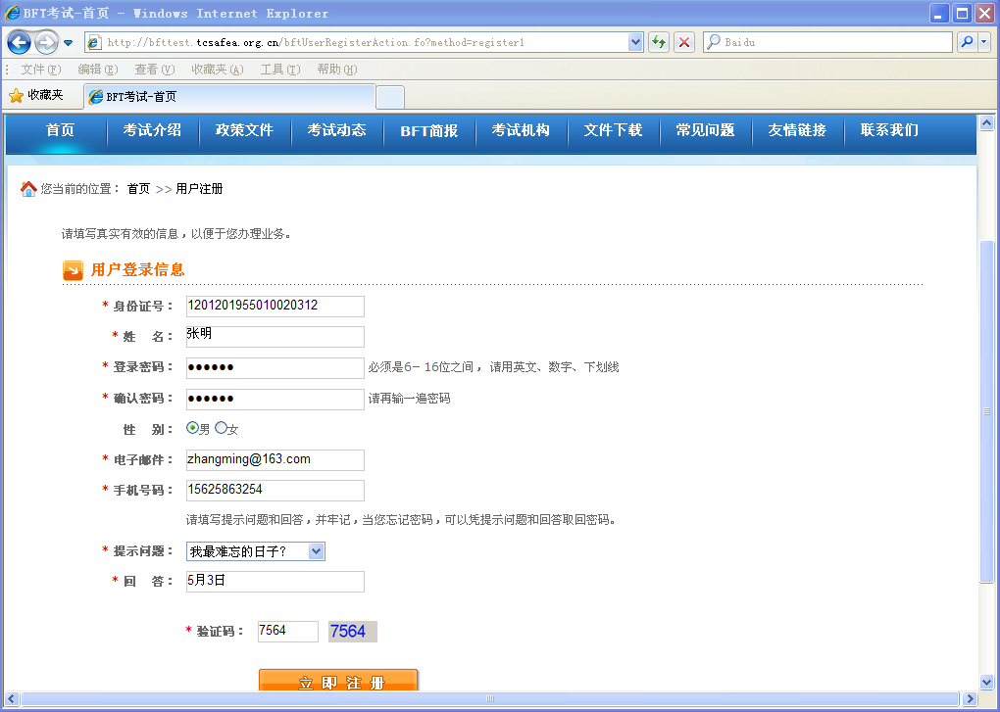 BFT考试-首页 - Windows Internet Explorer
http://bfttest.tcsafea.org.cn/bftUserRegisterAction.fo?method=register1
Baidu
文件(F) 编辑(E) 查看(V) 收藏夹(A) 工具(T) 帮助(H)
收藏夹 BFT考试-首页
首页 考试介绍 政策文件 考试动态 BFT简报 考试机构 文件下载 常见问题 友情链接 联系我们
您当前的位置： 首页 >> 用户注册
请填写真实有效的信息，以便于您办理业务。
用户登录信息
* 身份证号： 1201201955010020312
* 姓 名： 张明
* 登录密码： ●●●●●● 必须是6-16位之间，请用英文、数字、下划线
* 确认密码： ●●●●●● 请再输一遍密码
性 别： 男 女
* 电子邮件： zhangming@163.com
* 手机号码： 15625863254
请填写提示问题和回答，并牢记，当您忘记密码，可以凭提示问题和回答取回密码。
* 提示问题： 我最难忘的日子？
* 回 答： 5月3日
* 验证码： 7564 7564
立 即 注 册